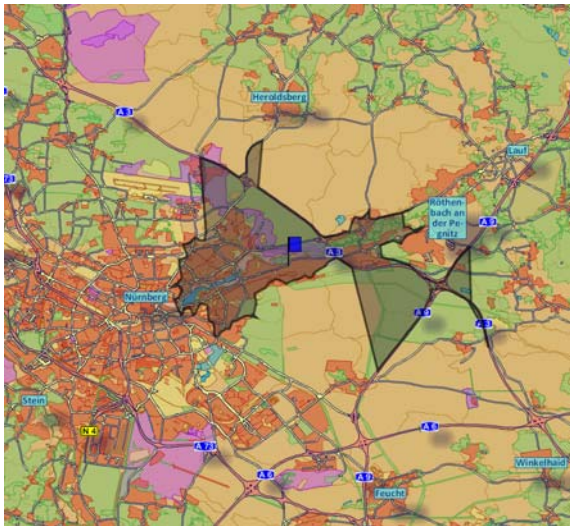 Heroldsberg
A 3
73
Lauf
Röthen-
bach an
der Pe-
gnitz
A 9
A 3
Nürnberg
A 9
A 3
Stein
N 4
A 73
A 6
A 6
A 9
Winkelhaid
Feucht